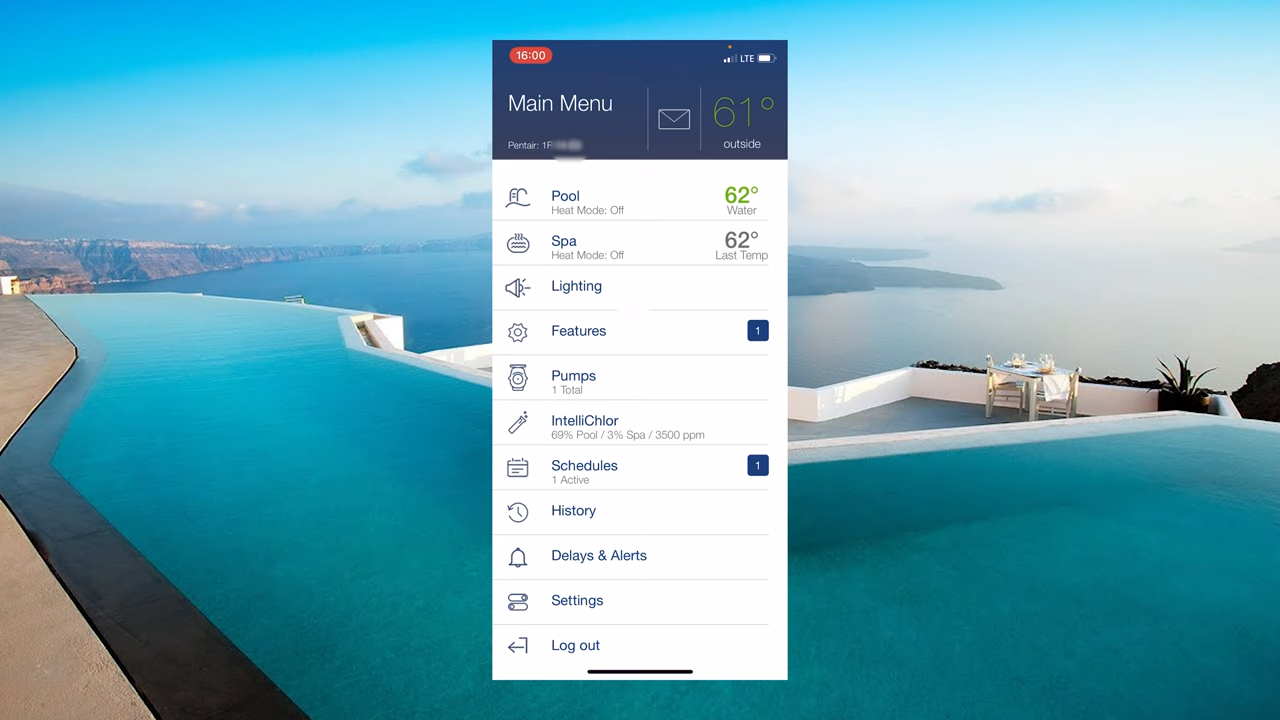 16:00
LTE
Main Menu
61°
Pentair: 1F
outside
Pool
62°
Heat Mode: Off
Water
Spa
62°
Heat Mode: Off
Last Temp
Lighting
Features
1
Pumps
1 Total
IntelliChlor
69% Pool / 3% Spa / 3500 ppm
Schedules
1
1 Active
History
Delays & Alerts
Settings
Log out